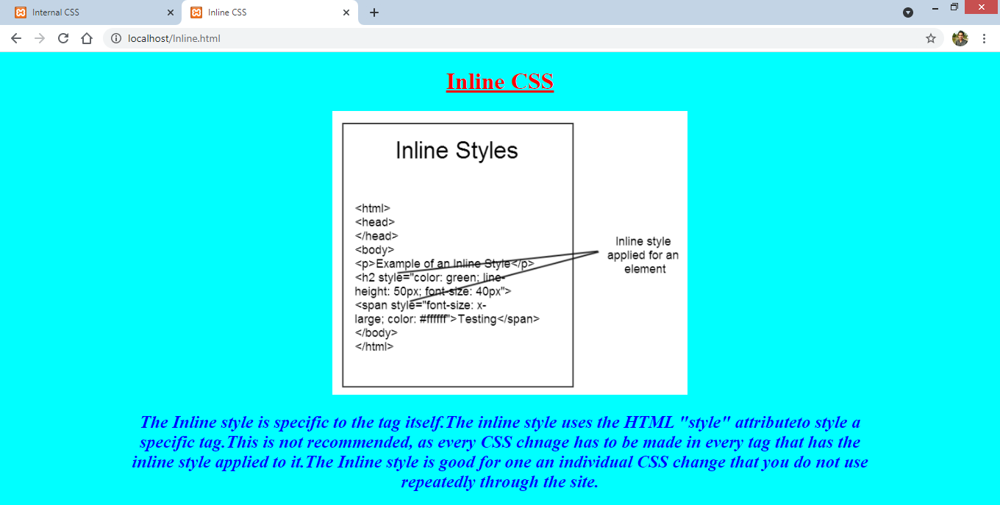 Internal CSS
Inline CSS
localhost/Inline.html
Inline CSS
Inline Styles
<html>
<head>
</head>
<body>
<p>Example of an Inline Style</p>
<h2 style="color: green; line-
height: 50px; font-size: 40px">
<span style="font-size: x-
large; color: #ffffff">Testing</span>
</body>
</html>
Inline style
applied for an
element
The Inline style is specific to the tag itself.The inline style uses the HTML "style" attributeto style a
specific tag.This is not recommended, as every CSS chnage has to be made in every tag that has the
inline style applied to it.The Inline style is good for one an individual CSS change that you do not use
repeatedly through the site.